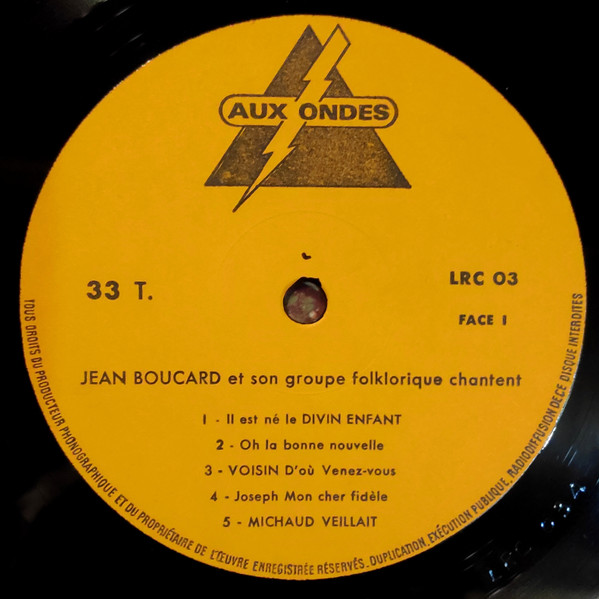 AUX ONDES
33 T.
LRC 03
FACE I
JEAN BOUCARD et son groupe folklorique chantent
1 - Il est né le DIVIN ENFANT
2 - Oh la bonne nouvelle
3 - VOISIN D'où Venez-vous
4 - Joseph Mon cher fidèle
5 - MICHAUD VEILLAIT
TOUS DROITS DU PRODUCTEUR PHONOGRAPHIQUE ET DU PROPRIÉTAIRE DE L'ŒUVRE ENREGISTRÉE RÉSERVÉS. DUPLICATION. EXÉCUTION PUBLIQUE. RADIODIFFUSION DE CE DISQUE INTERDITES